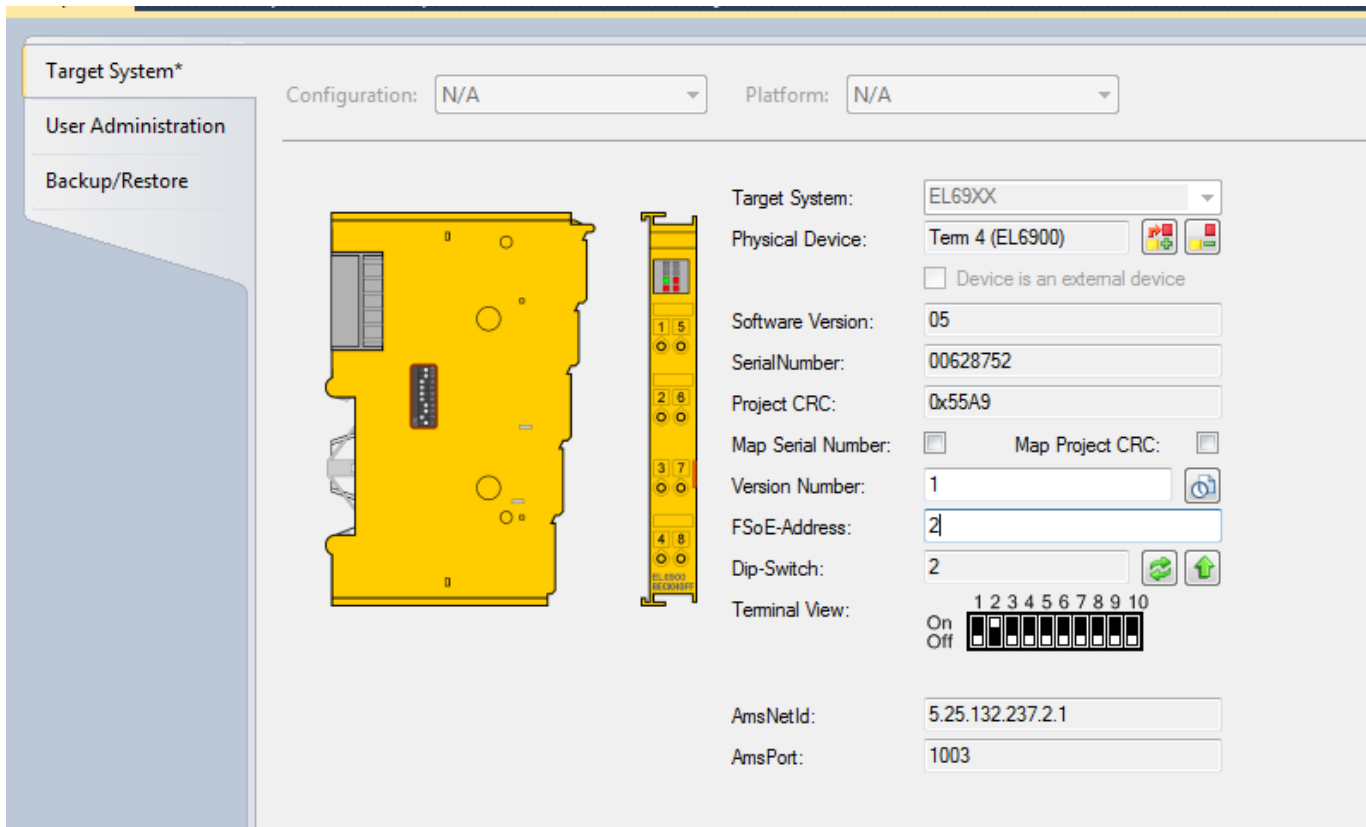 Target System*
User Administration
Backup/Restore
Configuration: N/A Platform: N/A
Target System: EL69XX
Physical Device: Term 4 (EL6900)
Device is an external device
Software Version: 05
SerialNumber: 00628752
Project CRC: 0x55A9
Map Serial Number: Map Project CRC:
Version Number: 1
FSoE-Address: 2
Dip-Switch: 2
Terminal View:
1 2 3 4 5 6 7 8 9 10
On
Off
AmsNetId: 5.25.132.237.2.1
AmsPort: 1003
1 5
2 6
3 7
4 8
EL6900
BECKHOFF